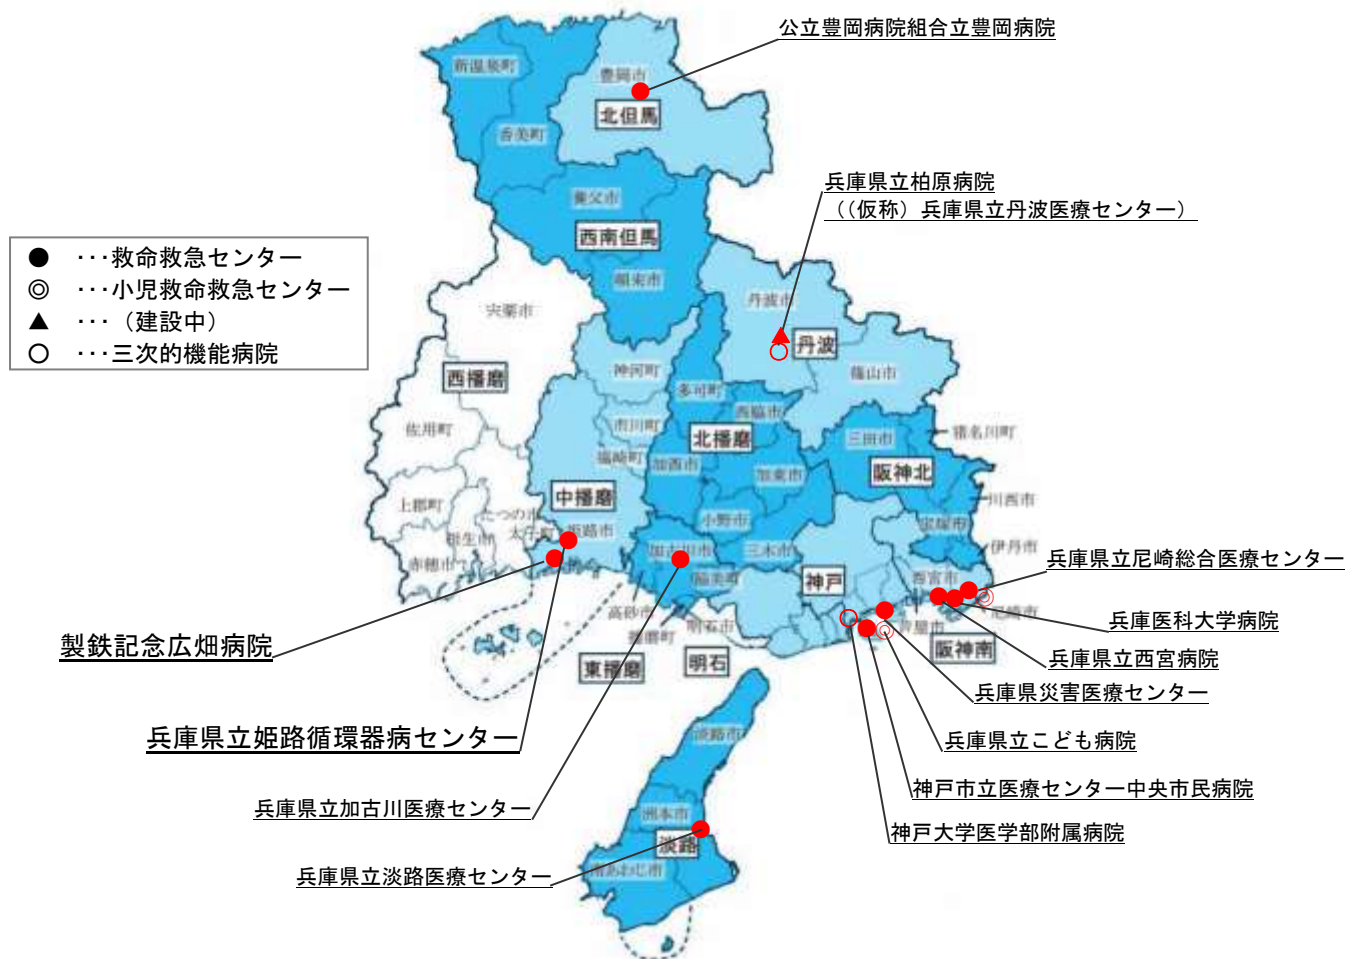 公立豊岡病院組合立豊岡病院
新温泉町
豊岡市
北但馬
香美町
兵庫県立柏原病院
（(仮称）兵庫県立丹波医療センター）
養父市
西南但馬
朝来市
● ･･･救命救急センター
◎ ･･･小児救命救急センター
▲ ･･･（建設中）
○ ･･･三次的機能病院
宍粟市
丹波市
丹波
篠山市
西播磨
神河町
多可町
西脇市
市川町
北播磨
佐用町
三田市
猪名川町
福崎町
加西市
加東市
阪神北
中播磨
上郡町
たつの市
小野市
川西市
宝塚市
太子町
姫路市
相生市
赤穂市
加古川市
三木市
伊丹市
兵庫県立尼崎総合医療センター
稲美町
神戸
西宮市
高砂市
尼崎市
兵庫医科大学病院
播磨町
明石市
芦屋市
阪神南
製鉄記念広畑病院
東播磨
明石
兵庫県立西宮病院
兵庫県災害医療センター
兵庫県立姫路循環器病センター
淡路市
兵庫県立こども病院
神戸市立医療センター中央市民病院
兵庫県立加古川医療センター
洲本市
神戸大学医学部附属病院
淡路
兵庫県立淡路医療センター
南あわじ市